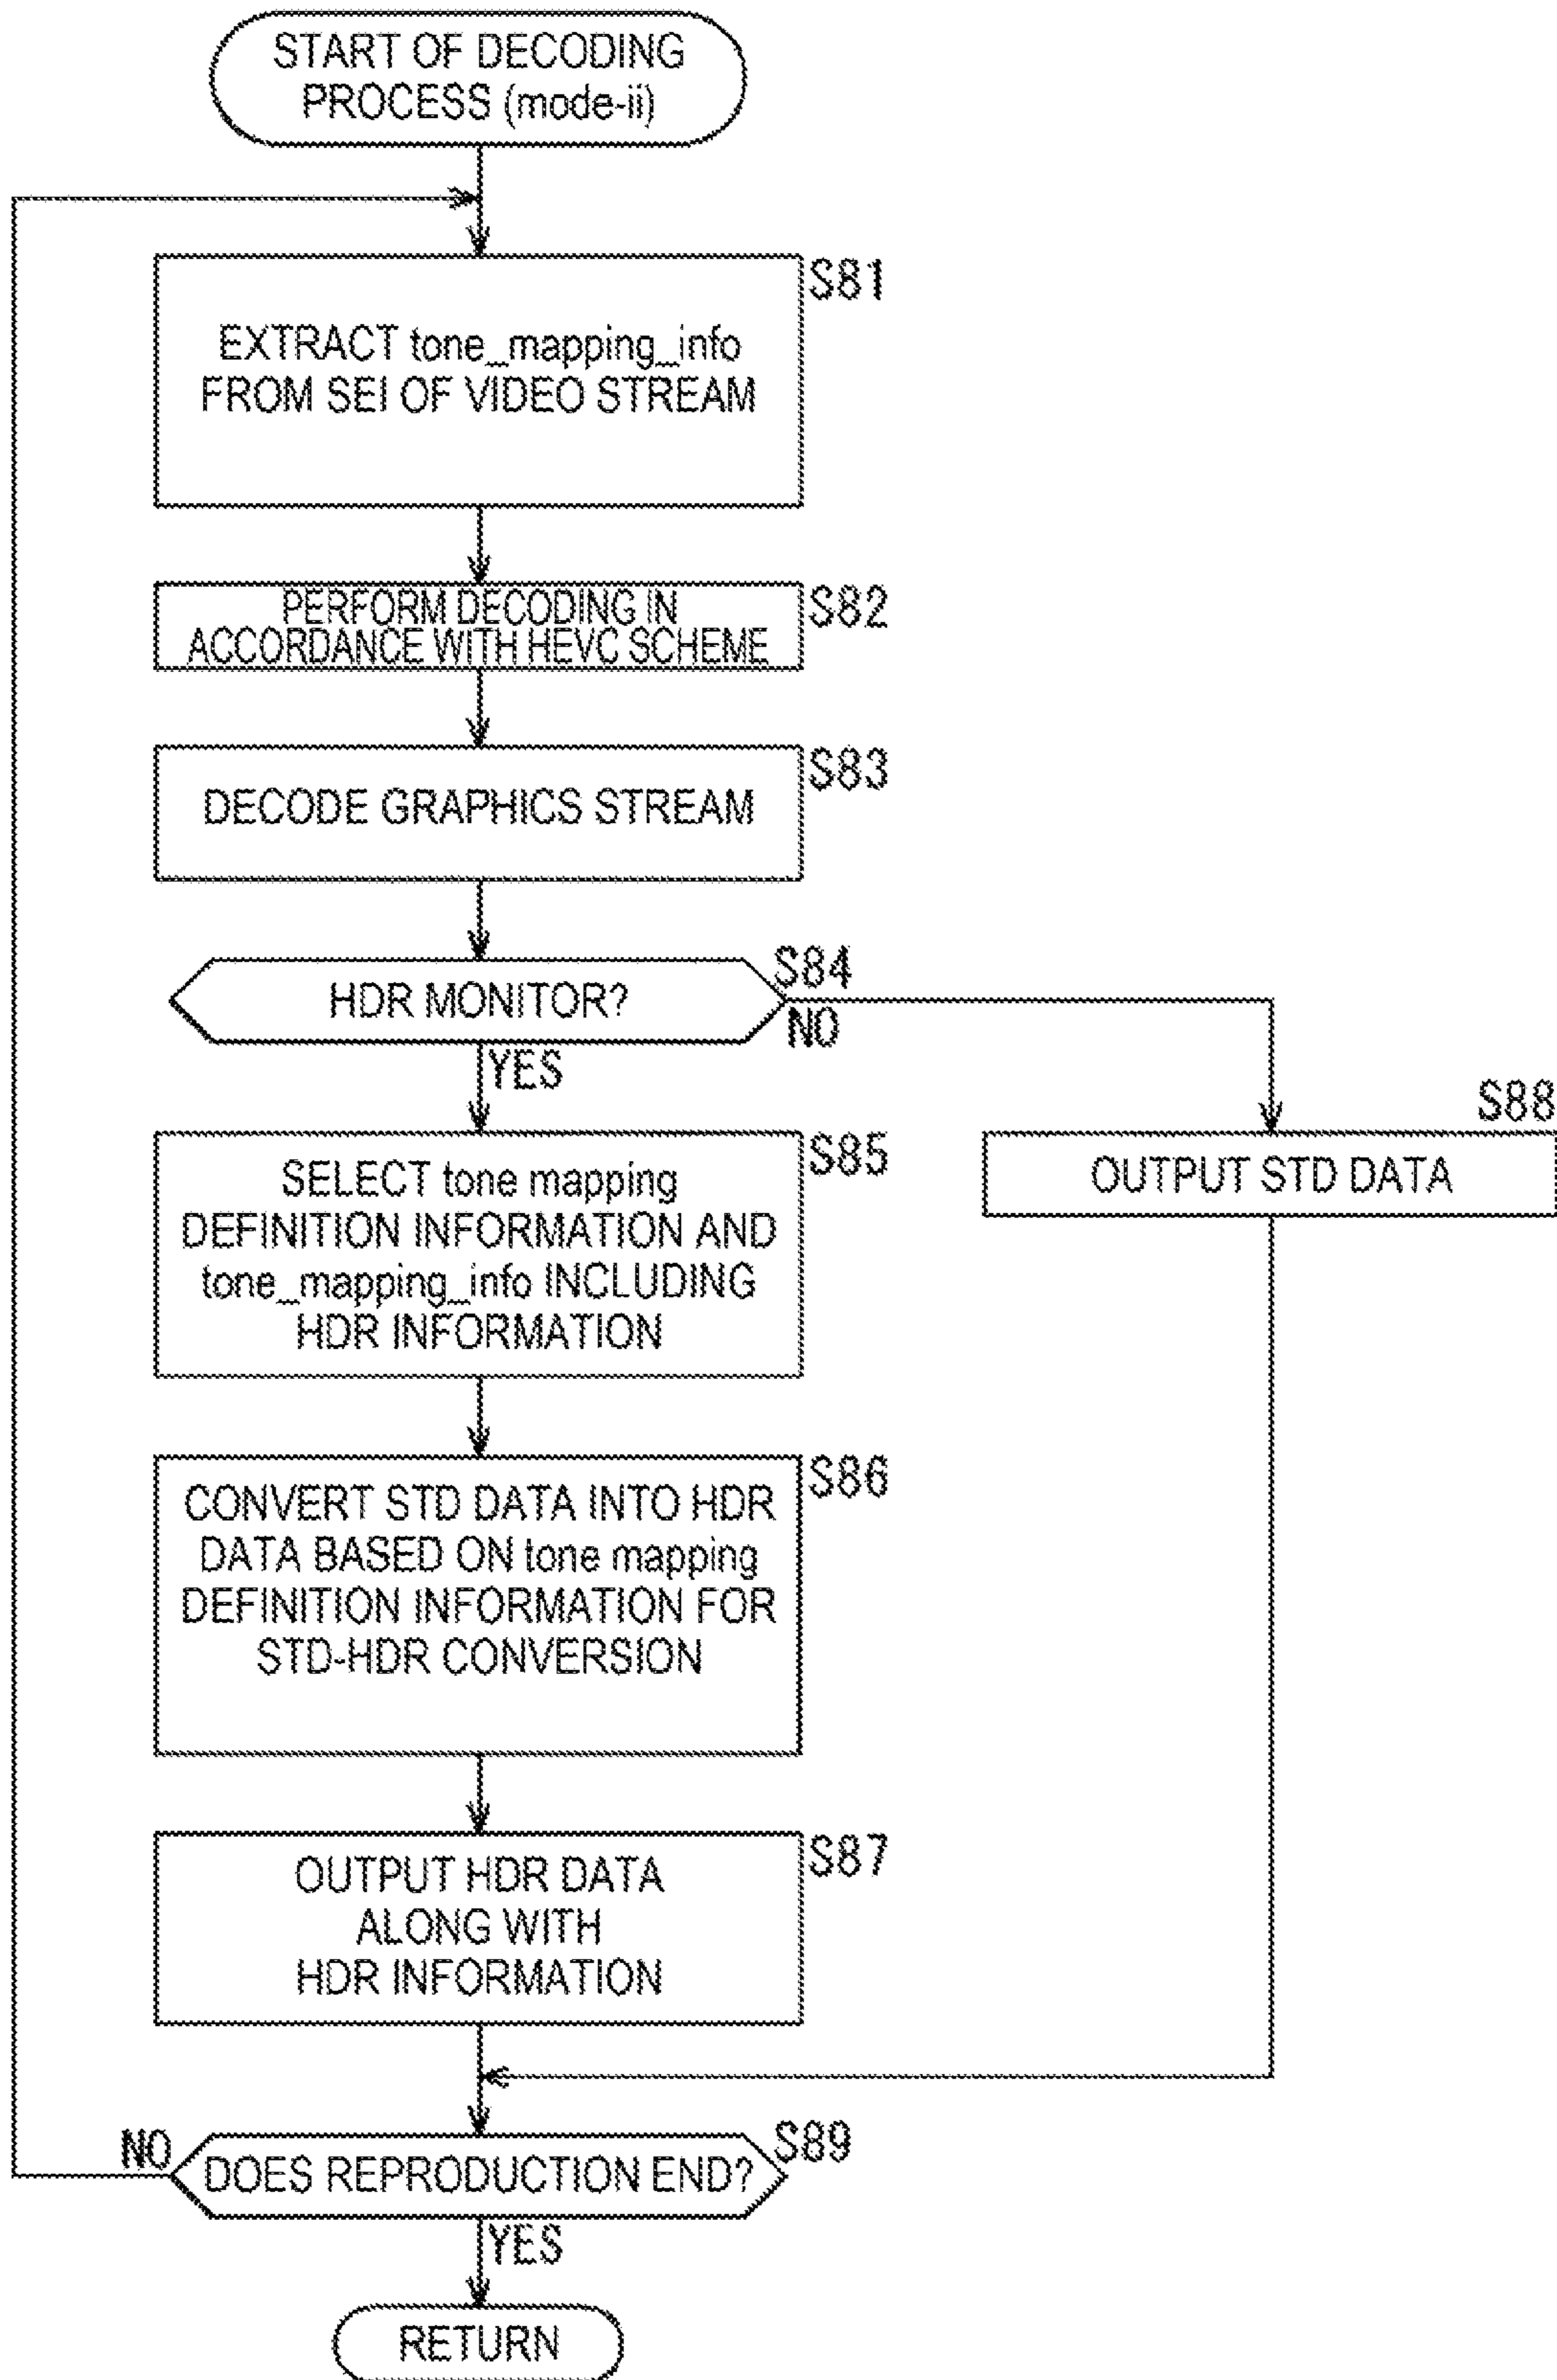 START OF DECODING
PROCESS (mode-ii)
S81
EXTRACT tone_mapping_info
FROM SEI OF VIDEO STREAM
S82
PERFORM DECODING IN
ACCORDANCE WITH HEVC SCHEME
S83
DECODE GRAPHICS STREAM
S84
HDR MONITOR?
NO
YES
S85
SELECT tone mapping
DEFINITION INFORMATION AND
tone_mapping_info INCLUDING
HDR INFORMATION
S88
OUTPUT STD DATA
S86
CONVERT STD DATA INTO HDR
DATA BASED ON tone mapping
DEFINITION INFORMATION FOR
STD-HDR CONVERSION
S87
OUTPUT HDR DATA
ALONG WITH
HDR INFORMATION
NO
S89
DOES REPRODUCTION END?
YES
RETURN